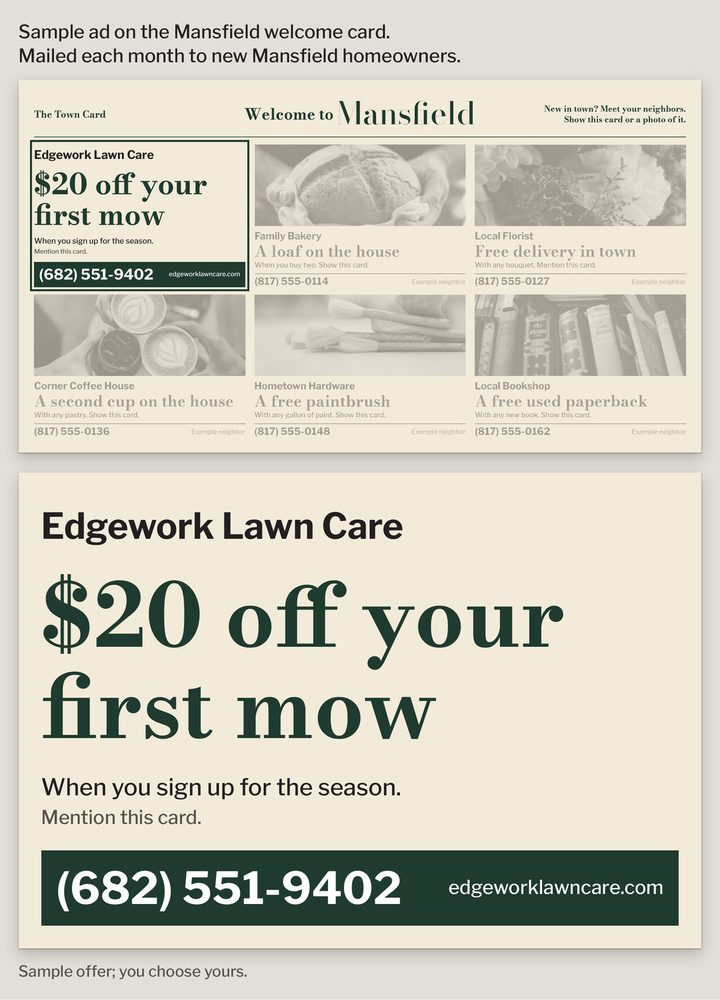 Sample ad on the Mansfield welcome card.
Mailed each month to new Mansfield homeowners.
The Town Card
Welcome to Mansfield
New in town? Meet your neighbors.
Show this card or a photo of it.
Edgework Lawn Care
$20 off your
first mow
When you sign up for the season.
Mention this card.
(682) 551-9402 edgeworklawncare.com
Family Bakery
A loaf on the house
When you buy two. Show this card.
(817) 555-0114 Example neighbor
Local Florist
Free delivery in town
With any bouquet. Mention this card.
(817) 555-0127 Example neighbor
Corner Coffee House
A second cup on the house
With any pastry. Show this card.
(817) 555-0136 Example neighbor
Hometown Hardware
A free paintbrush
With any gallon of paint. Show this card.
(817) 555-0148 Example neighbor
Local Bookshop
A free used paperback
With any new book. Show this card.
(817) 555-0162 Example neighbor
Edgework Lawn Care
$20 off your
first mow
When you sign up for the season.
Mention this card.
(682) 551-9402 edgeworklawncare.com
Sample offer; you choose yours.